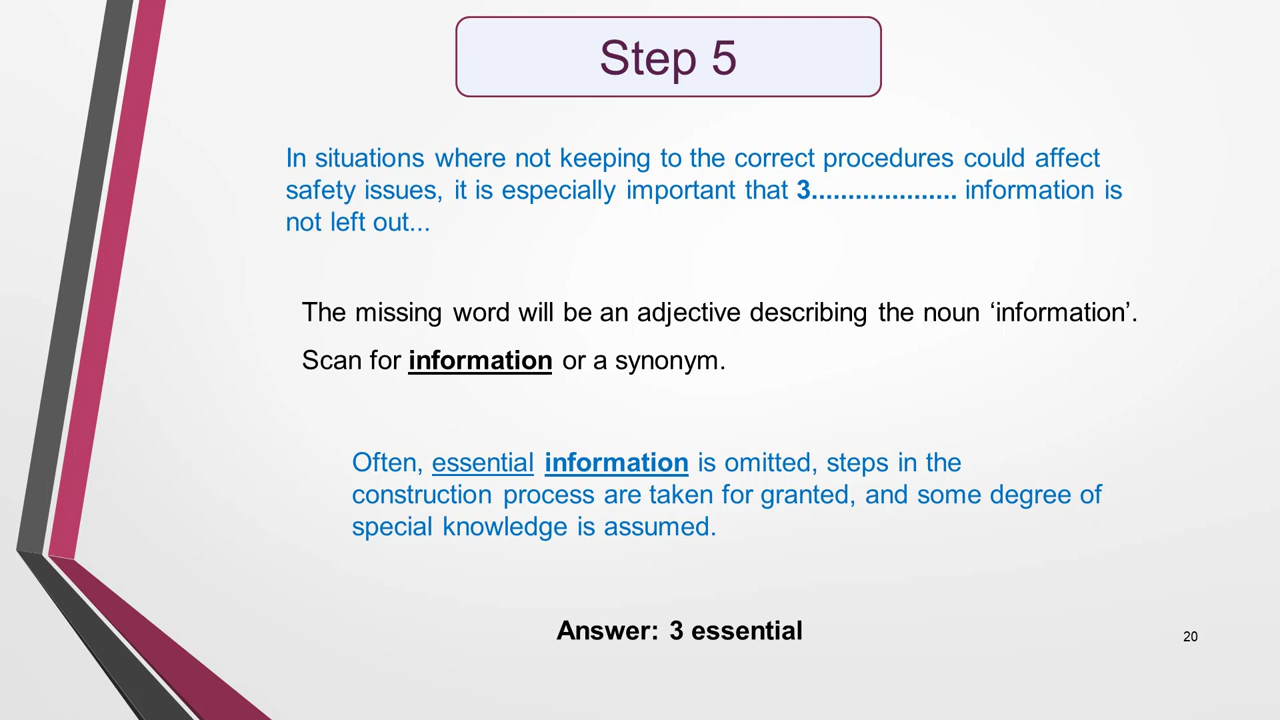 Step 5
In situations where not keeping to the correct procedures could affect
safety issues, it is especially important that 3.................... information is
not left out...
The missing word will be an adjective describing the noun ‘information’.
Scan for information or a synonym.
Often, essential information is omitted, steps in the
construction process are taken for granted, and some degree of
special knowledge is assumed.
Answer: 3 essential
20